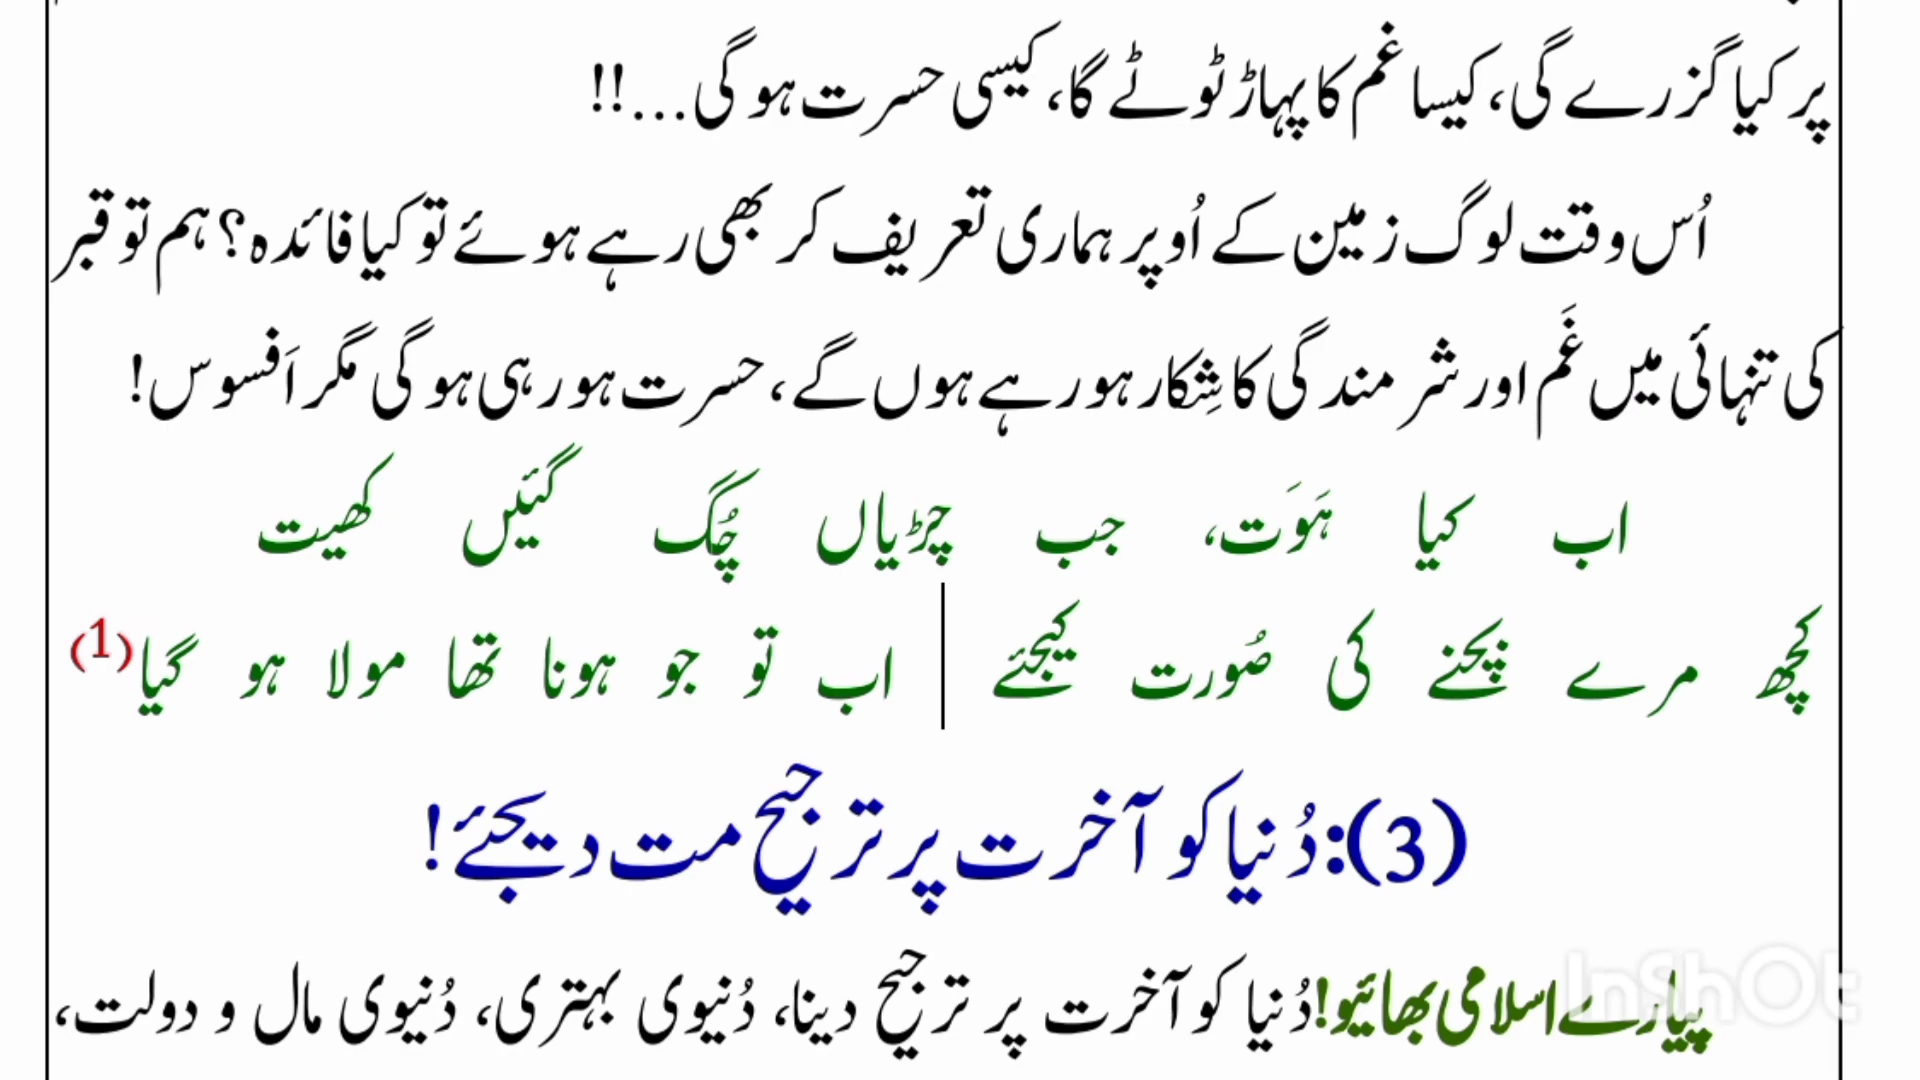 پر کیا گزرے گی، کیسا غم کا پہاڑ ٹوٹے گا، کیسی حسرت ہو گی...!!
اُس وقت لوگ زمین کے اُوپر ہماری تعریف کر بھی رہے ہوئے تو کیا فائدہ؟ ہم تو قبر
کی تنہائی میں غَم اور شرمندگی کا شِکار ہو رہے ہوں گے، حسرت ہو رہی ہو گی مگر اَفسوس!
اب کیا ہَوَت، جب چڑیاں چُگ گئیں کھیت
کچھ مرے بچنے کی صُورت کیجئے | اب تو جو ہونا تھا مولا ہو گیا(1)
(3):دُنیا کو آخرت پر ترجیح مت دیجئے!
پیارے اسلامی بھائیو! دُنیا کو آخرت پر ترجیح دینا، دُنیوی بہتری، دُنیوی مال و دولت،
InShOt